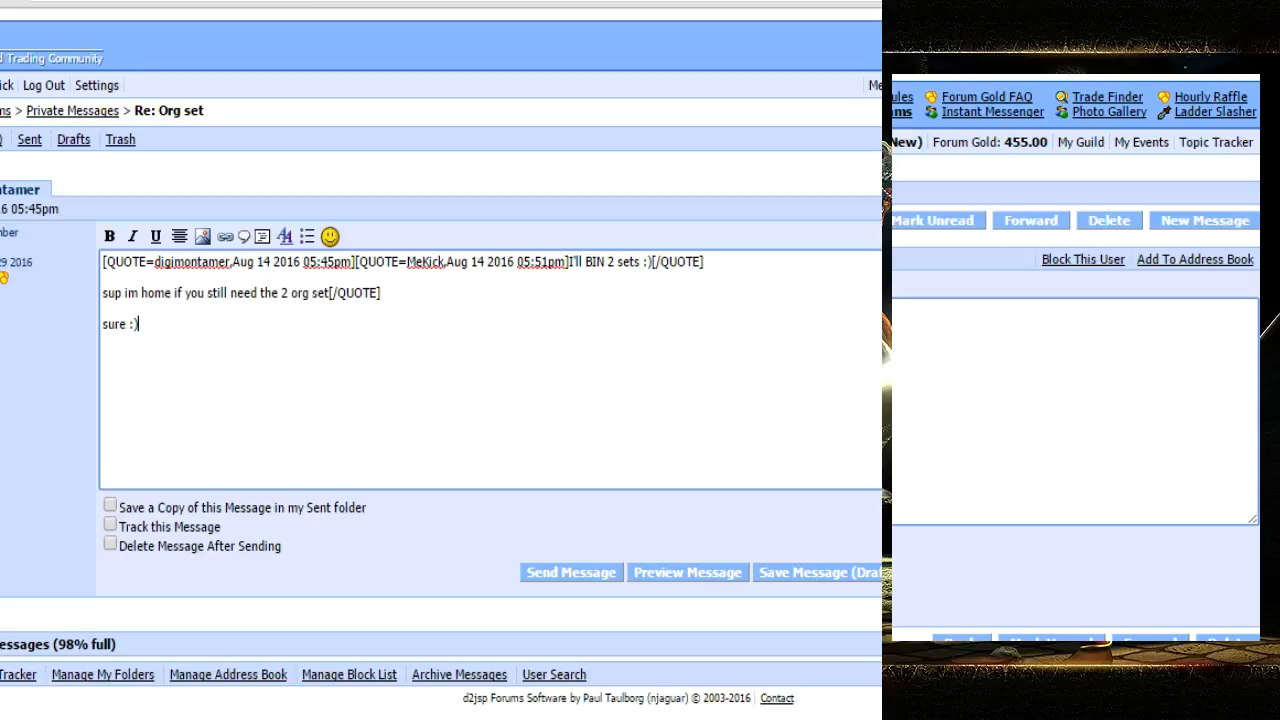 d Trading Community
ick Log Out Settings Me
ms > Private Messages > Re: Org set
) Sent Drafts Trash
ntamer
6 05:45pm
nber
29 2016
B I U
[QUOTE=digimontamer,Aug 14 2016 05:45pm][QUOTE=MeKick,Aug 14 2016 05:51pm]I'll BIN 2 sets :)[/QUOTE]
sup im home if you still need the 2 org set[/QUOTE]
sure :)
Save a Copy of this Message in my Sent folder
Track this Message
Delete Message After Sending
Send Message Preview Message Save Message (Draf
essages (98% full)
Tracker Manage My Folders Manage Address Book Manage Block List Archive Messages User Search
d2jsp Forums Software by Paul Taulborg (njaguar) © 2003-2016 Contact
ules Forum Gold FAQ Trade Finder Hourly Raffle
ms Instant Messenger Photo Gallery Ladder Slasher
New) Forum Gold: 455.00 My Guild My Events Topic Tracker
Mark Unread Forward Delete New Message
Block This User Add To Address Book